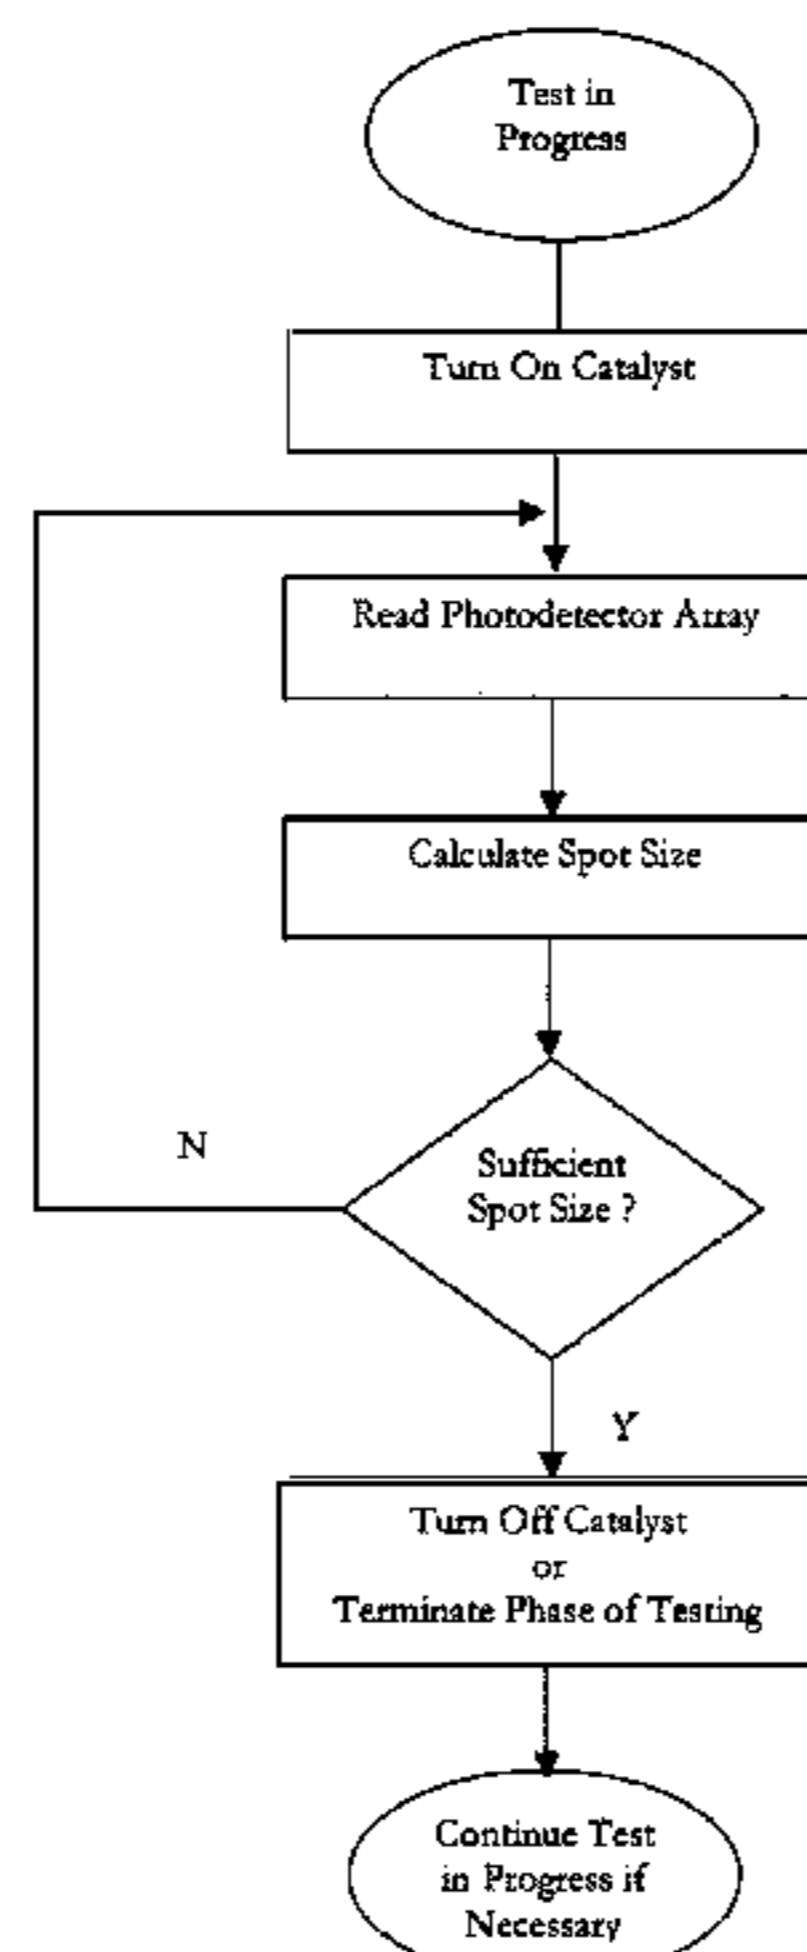 Test in
Progress
Turn On Catalyst
Read Photodetector Array
Calculate Spot Size
N
Sufficient
Spot Size ?
Y
Turn Off Catalyst
or
Terminate Phase of Testing
Continue Test
in Progress if
Necessary